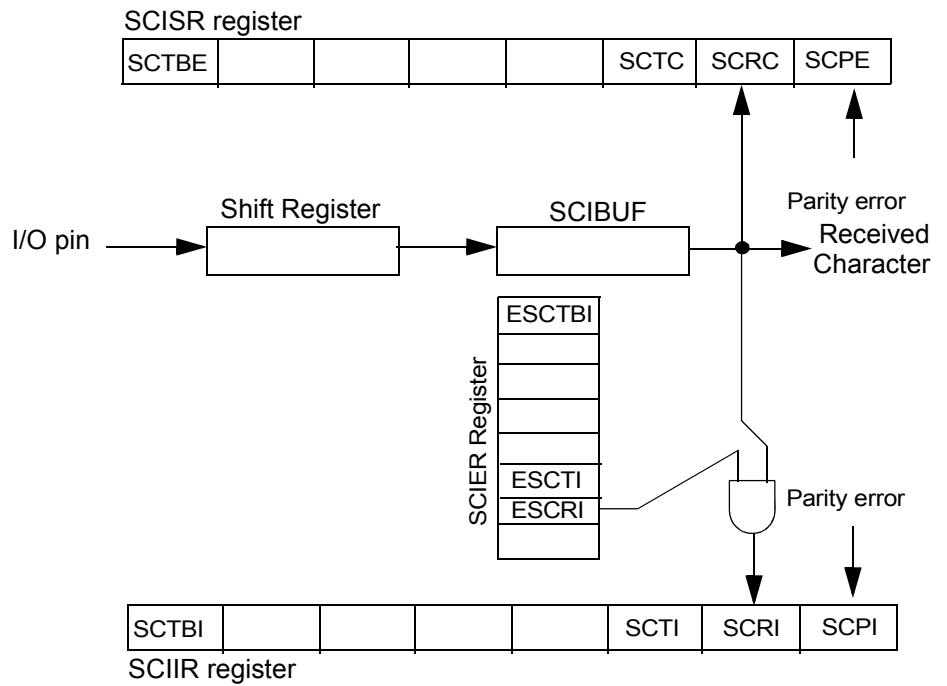 SCISR register
SCTBE SCTC SCRC SCPE
Parity error
Shift Register SCIBUF
I/O pin
Received
Character
SCIER Register
ESCTBI
ESCTI
ESCRI
Parity error
SCTBI SCTI SCRI SCPI
SCIIR register